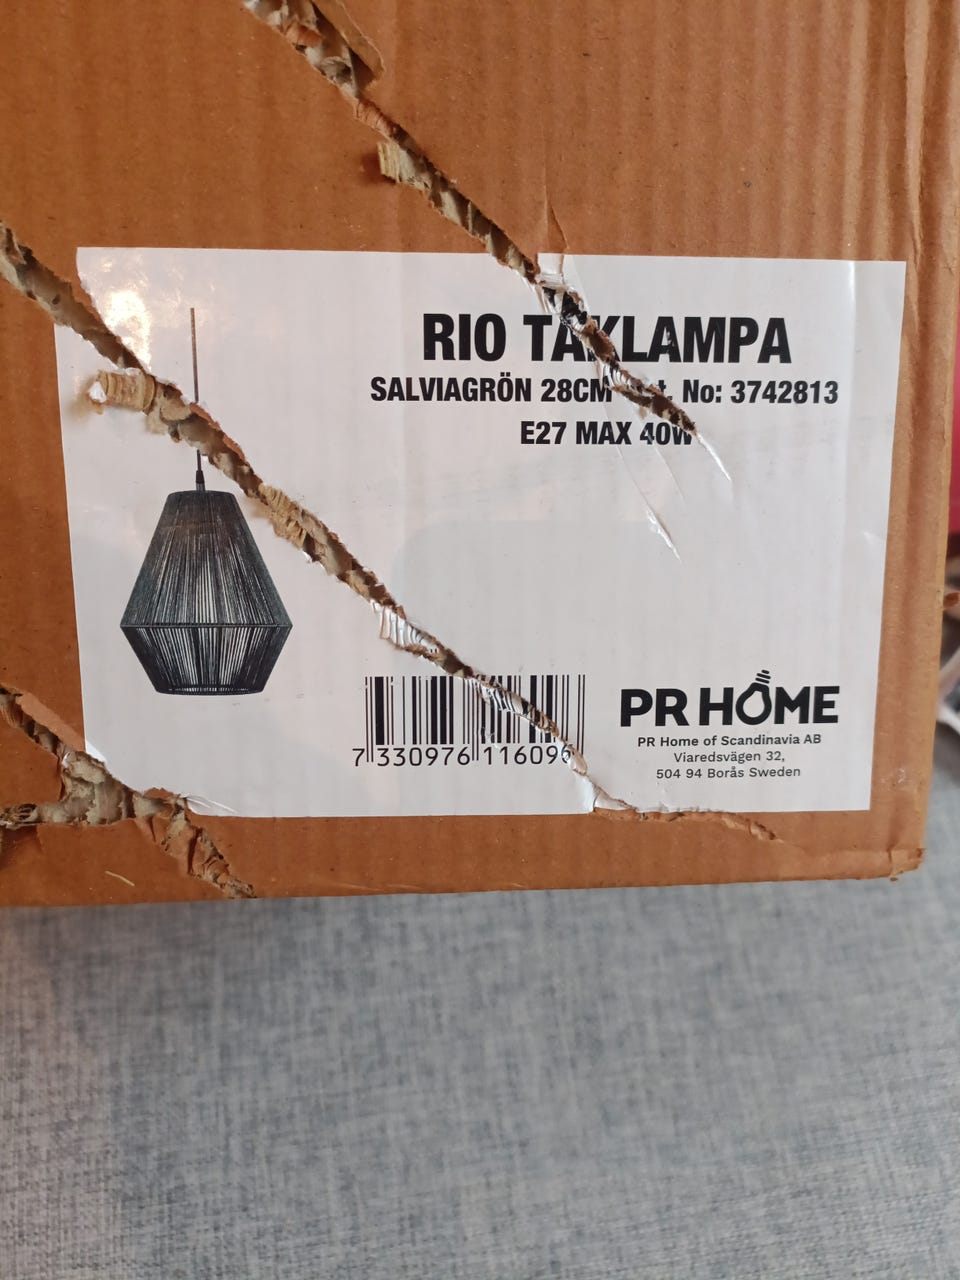 RIO TAKLAMPA
SALVIAGRÖN 28CM No: 3742813
E27 MAX 40W
7 330976 116096
PR HOME
PR Home of Scandinavia AB
Viaredsvägen 32,
504 94 Borås Sweden